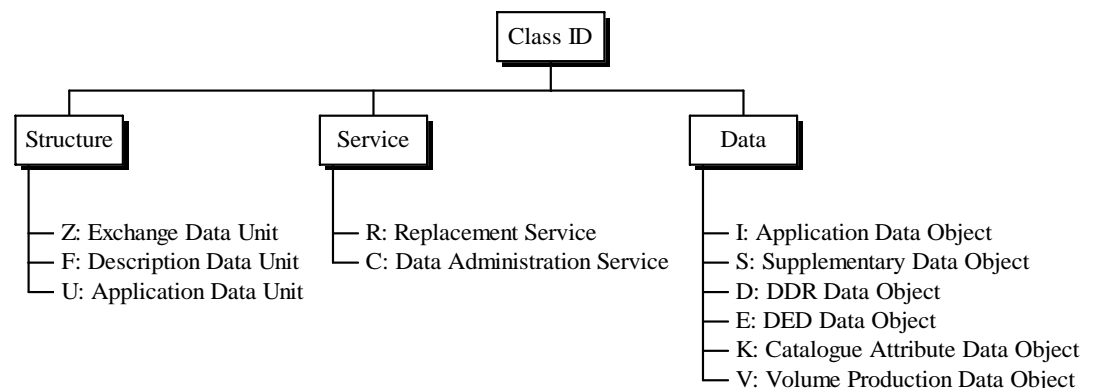 Class ID
Structure
Service
Data
Z: Exchange Data Unit
F: Description Data Unit
U: Application Data Unit
R: Replacement Service
C: Data Administration Service
I: Application Data Object
S: Supplementary Data Object
D: DDR Data Object
E: DED Data Object
K: Catalogue Attribute Data Object
V: Volume Production Data Object